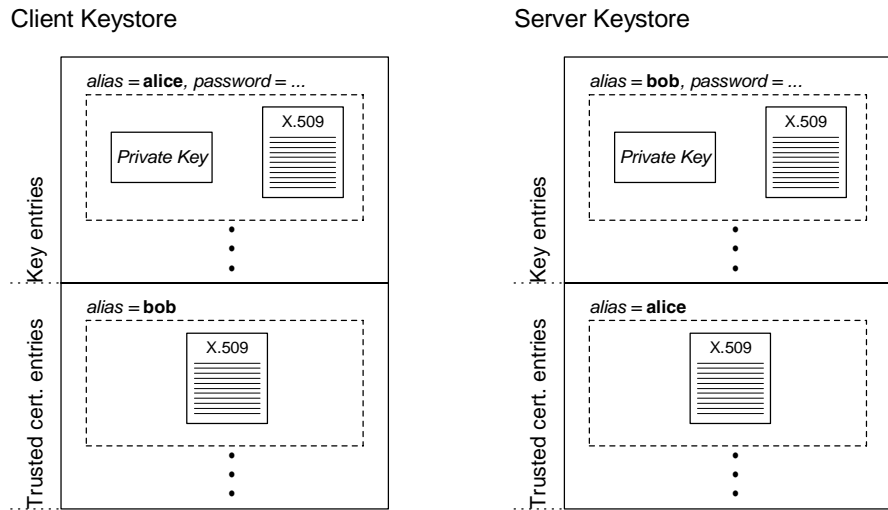 Client Keystore
Server Keystore
alias = alice, password = ...
Private Key
X.509
Key entries
alias = bob
X.509
Trusted cert. entries
alias = bob, password = ...
Private Key
X.509
Key entries
alias = alice
X.509
Trusted cert. entries